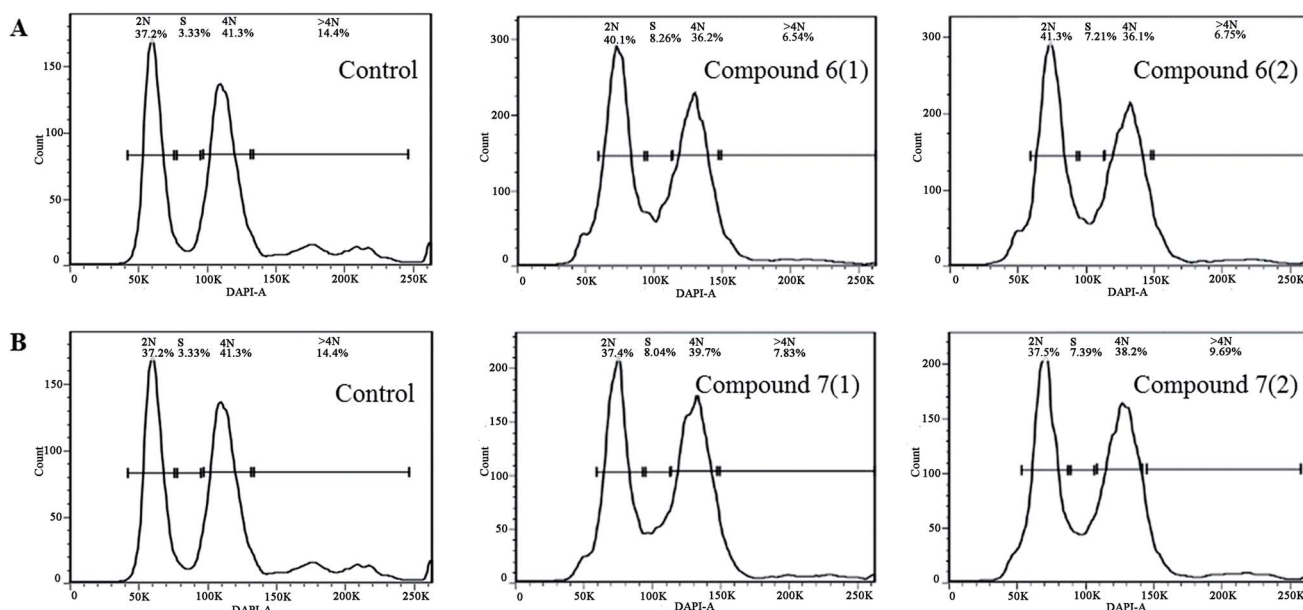 A
2N S 4N >4N
37.2% 3.33% 41.3% 14.4%
Control
150
100
50
0
Count
0 50K 100K 150K 200K 250K
DAPI-A
2N S 4N >4N
40.1% 8.26% 36.2% 6.54%
Compound 6(1)
300
200
100
0
Count
0 50K 100K 150K 200K 250K
DAPI-A
2N S 4N >4N
41.3% 7.21% 36.1% 6.75%
Compound 6(2)
300
200
100
0
Count
0 50K 100K 150K 200K 250K
DAPI-A
B
2N S 4N >4N
37.2% 3.33% 41.3% 14.4%
Control
150
100
50
0
Count
0 50K 100K 150K 200K 250K
DAPI-A
2N S 4N >4N
37.4% 8.04% 39.7% 7.83%
Compound 7(1)
200
150
100
50
0
Count
0 50K 100K 150K 200K 250K
DAPI-A
2N S 4N >4N
37.5% 7.39% 38.2% 9.69%
Compound 7(2)
200
150
100
50
0
Count
0 50K 100K 150K 200K 250K
DAPI-A